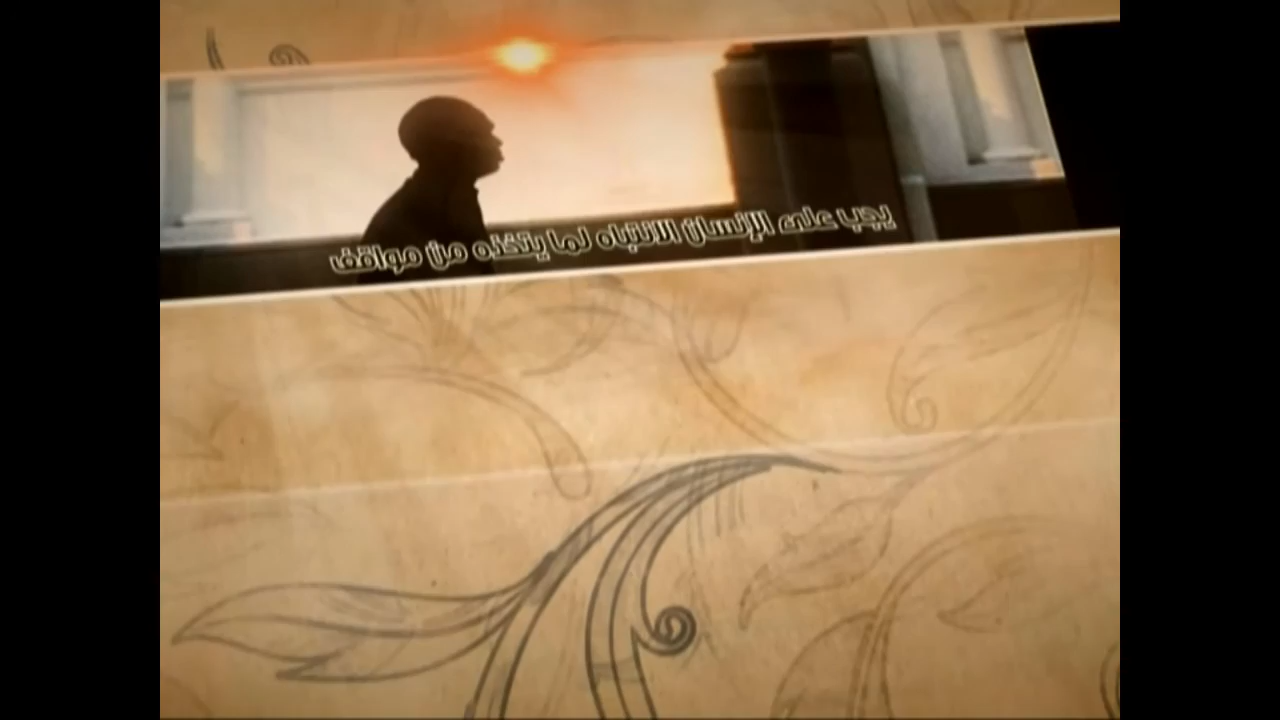 يجب على الإنسان الانتباه لما يتخذه من مواقف